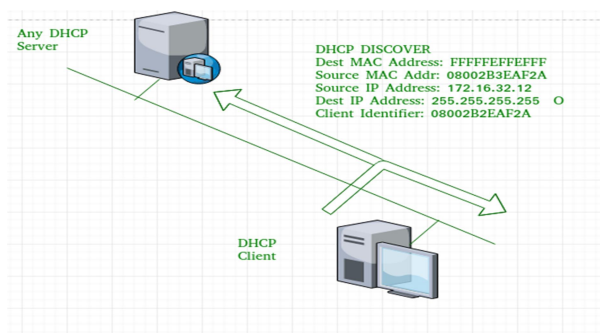 Any DHCP
Server
DHCP DISCOVER
Dest MAC Address: FFFFFEFFEFFF
Source MAC Addr: 08002B3EAF2A
Source IP Address: 172.16.32.12
Dest IP Address: 255.255.255.255 O
Client Identifier: 08002B2EAF2A
DHCP
Client